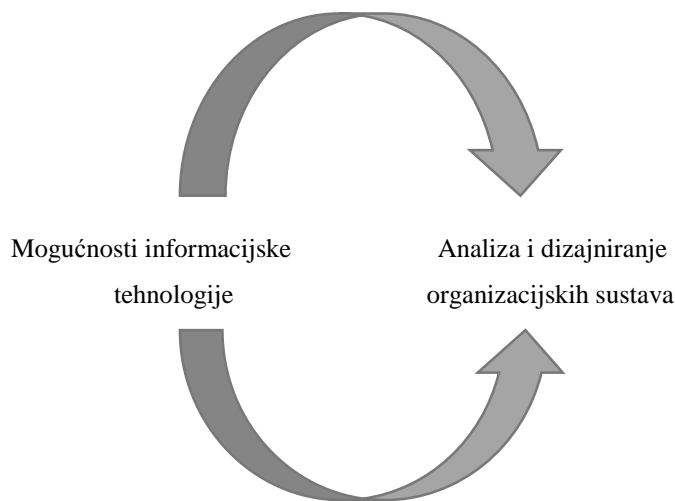 Mogućnosti informacijske
tehnologije
Analiza i dizajniranje
organizacijskih sustava